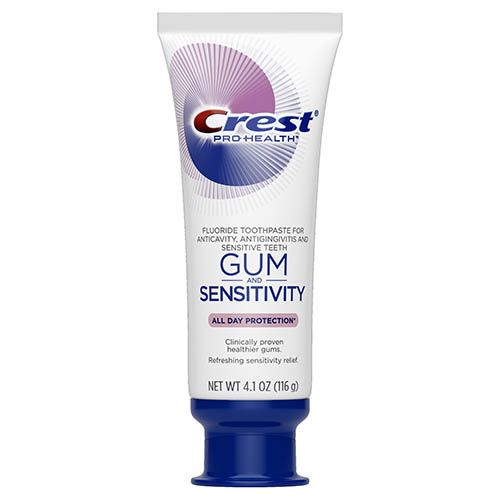 Crest®
PRO-HEALTH™
FLUORIDE TOOTHPASTE FOR
ANTICAVITY, ANTIGINGIVITIS AND
SENSITIVE TEETH
GUM
AND
SENSITIVITY
ALL DAY PROTECTION*
Clinically proven
healthier gums.
Refreshing sensitivity relief.
NET WT 4.1 OZ (116 g)